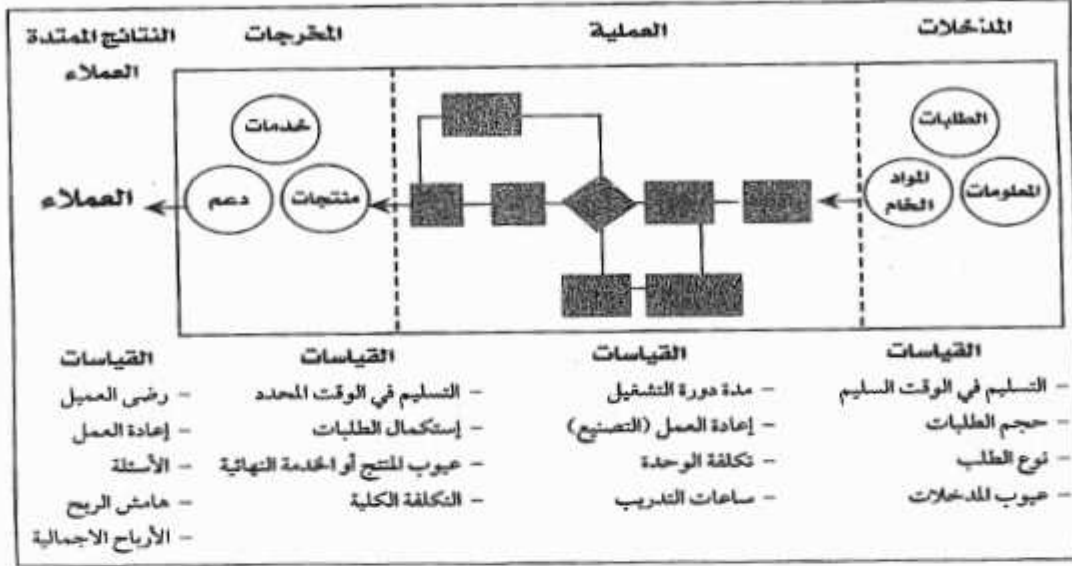 المدخلات
العملية
المخرجات
النتائج الممتدة
العملاء
الطلبات
المعلومات
المواد
الخام
خدمات
منتجات
دعم
العملاء
القياسات
– التسليم في الوقت السليم
– حجم الطلبات
– نوع الطلب
– عيوب المدخلات
القياسات
– مدة دورة التشغيل
– إعادة العمل (التصنيع)
– تكلفة الوحدة
– ساعات التدريب
القياسات
– التسليم في الوقت المحدد
– إستكمال الطلبات
– عيوب المنتج أو الخدمة النهائية
– التكلفة الكلية
القياسات
– رضى العميل
– إعادة العمل
– الأسئلة
– هامش الربح
– الأرباح الاجمالية